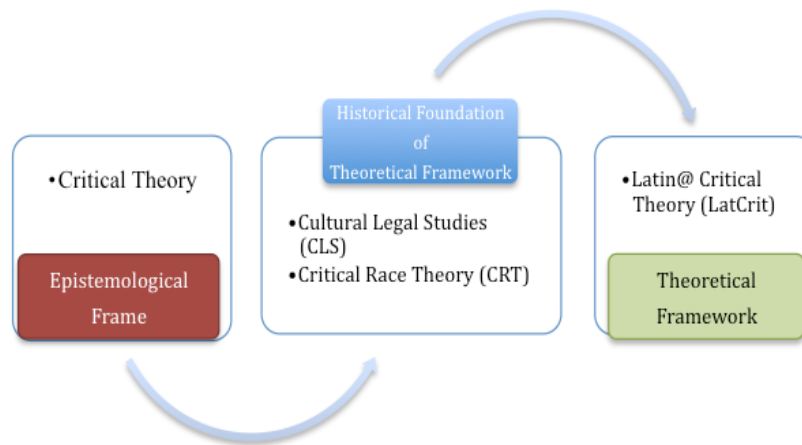 •Critical Theory
Epistemological
Frame
Historical Foundation
of
Theoretical Framework
•Cultural Legal Studies
(CLS)
•Critical Race Theory (CRT)
•Latin@ Critical
Theory (LatCrit)
Theoretical
Framework